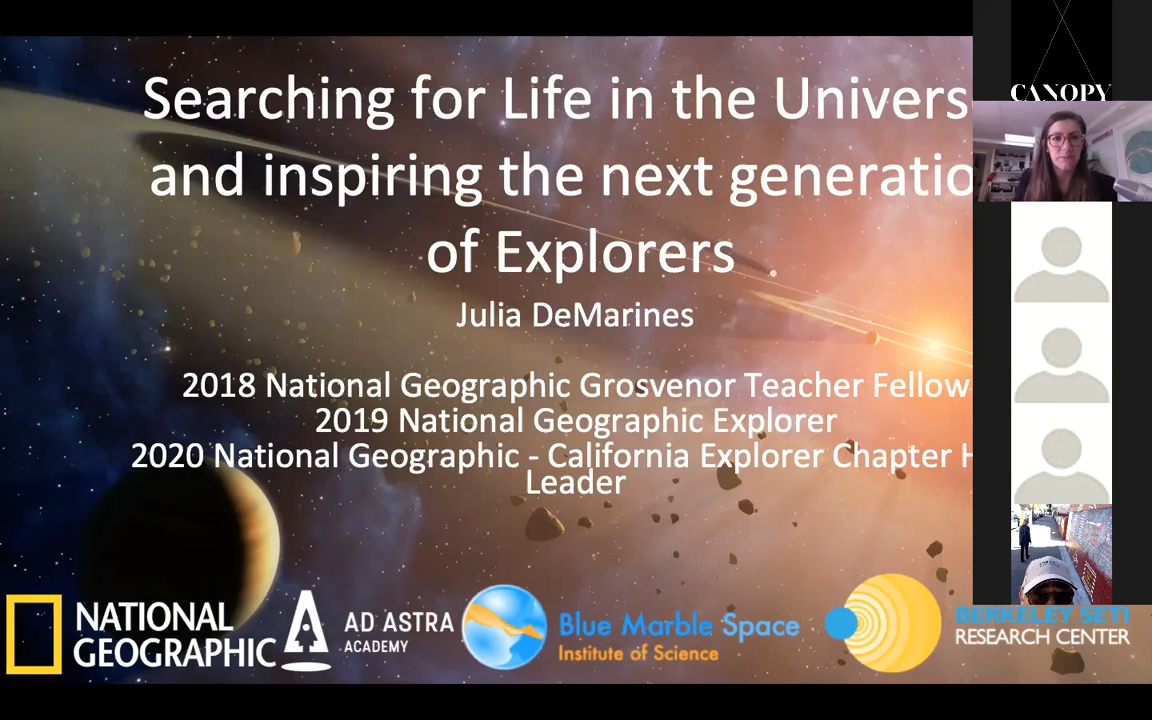 Searching for Life in the Univers
and inspiring the next generatio
of Explorers
Julia DeMarines
2018 National Geographic Grosvenor Teacher Fellow
2019 National Geographic Explorer
2020 National Geographic - California Explorer Chapter H
Leader
CANOPY
NATIONAL
GEOGRAPHIC
AD ASTRA
ACADEMY
Blue Marble Space
Institute of Science
BERKELEY SETI
RESEARCH CENTER